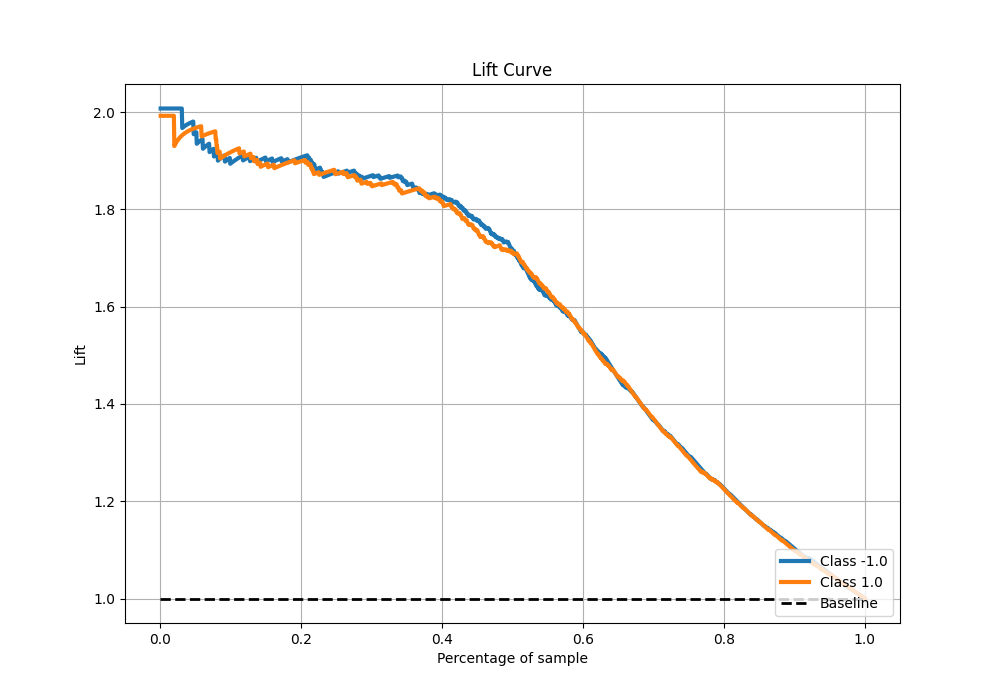 Lift Curve
2.0
1.8
1.6
1.4
1.2
1.0
Lift
0.0 0.2 0.4 0.6 0.8 1.0
Percentage of sample
Class -1.0
Class 1.0
Baseline